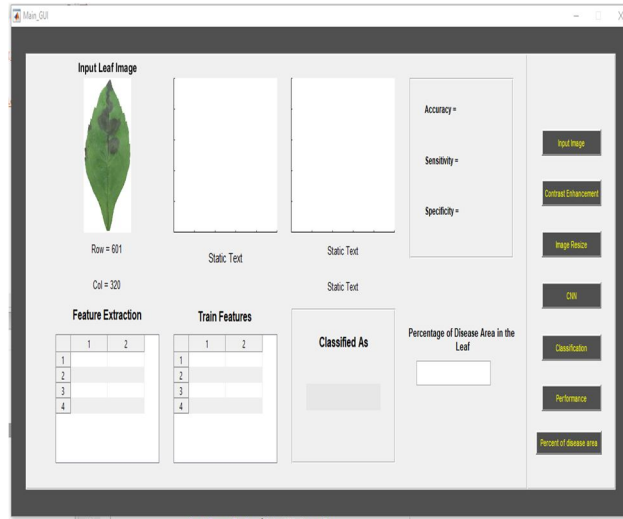 Main_GUI
Input Leaf Image
Row = 601
Col = 320
Static Text
Static Text
Static Text
Accuracy =
Sensitivity =
Specificity =
Feature Extraction
1 2
1
2
3
4
Train Features
1 2
1
2
3
4
Classified As
Percentage of Disease Area in the
Leaf
Input Image
Contrast Enhancement
Image Resize
CNN
Classification
Performance
Percent of disease area